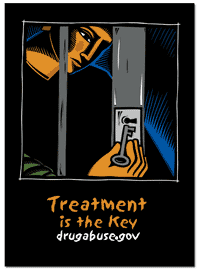 Treatment
is the Key
drugabuse.gov